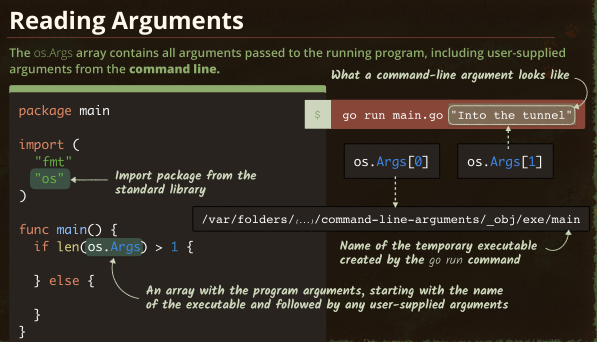 Reading Arguments
The os.Args array contains all arguments passed to the running program, including user-supplied
arguments from the command line.
What a command-line argument looks like
$ go run main.go "Into the tunnel"
os.Args[0] os.Args[1]
/var/folders/(...)/command-line-arguments/_obj/exe/main
Name of the temporary executable
created by the go run command
package main
import (
"fmt"
"os"
)
Import package from the
standard library
func main() {
if len(os.Args) > 1 {
} else {
}
}
An array with the program arguments, starting with the name
of the executable and followed by any user-supplied arguments